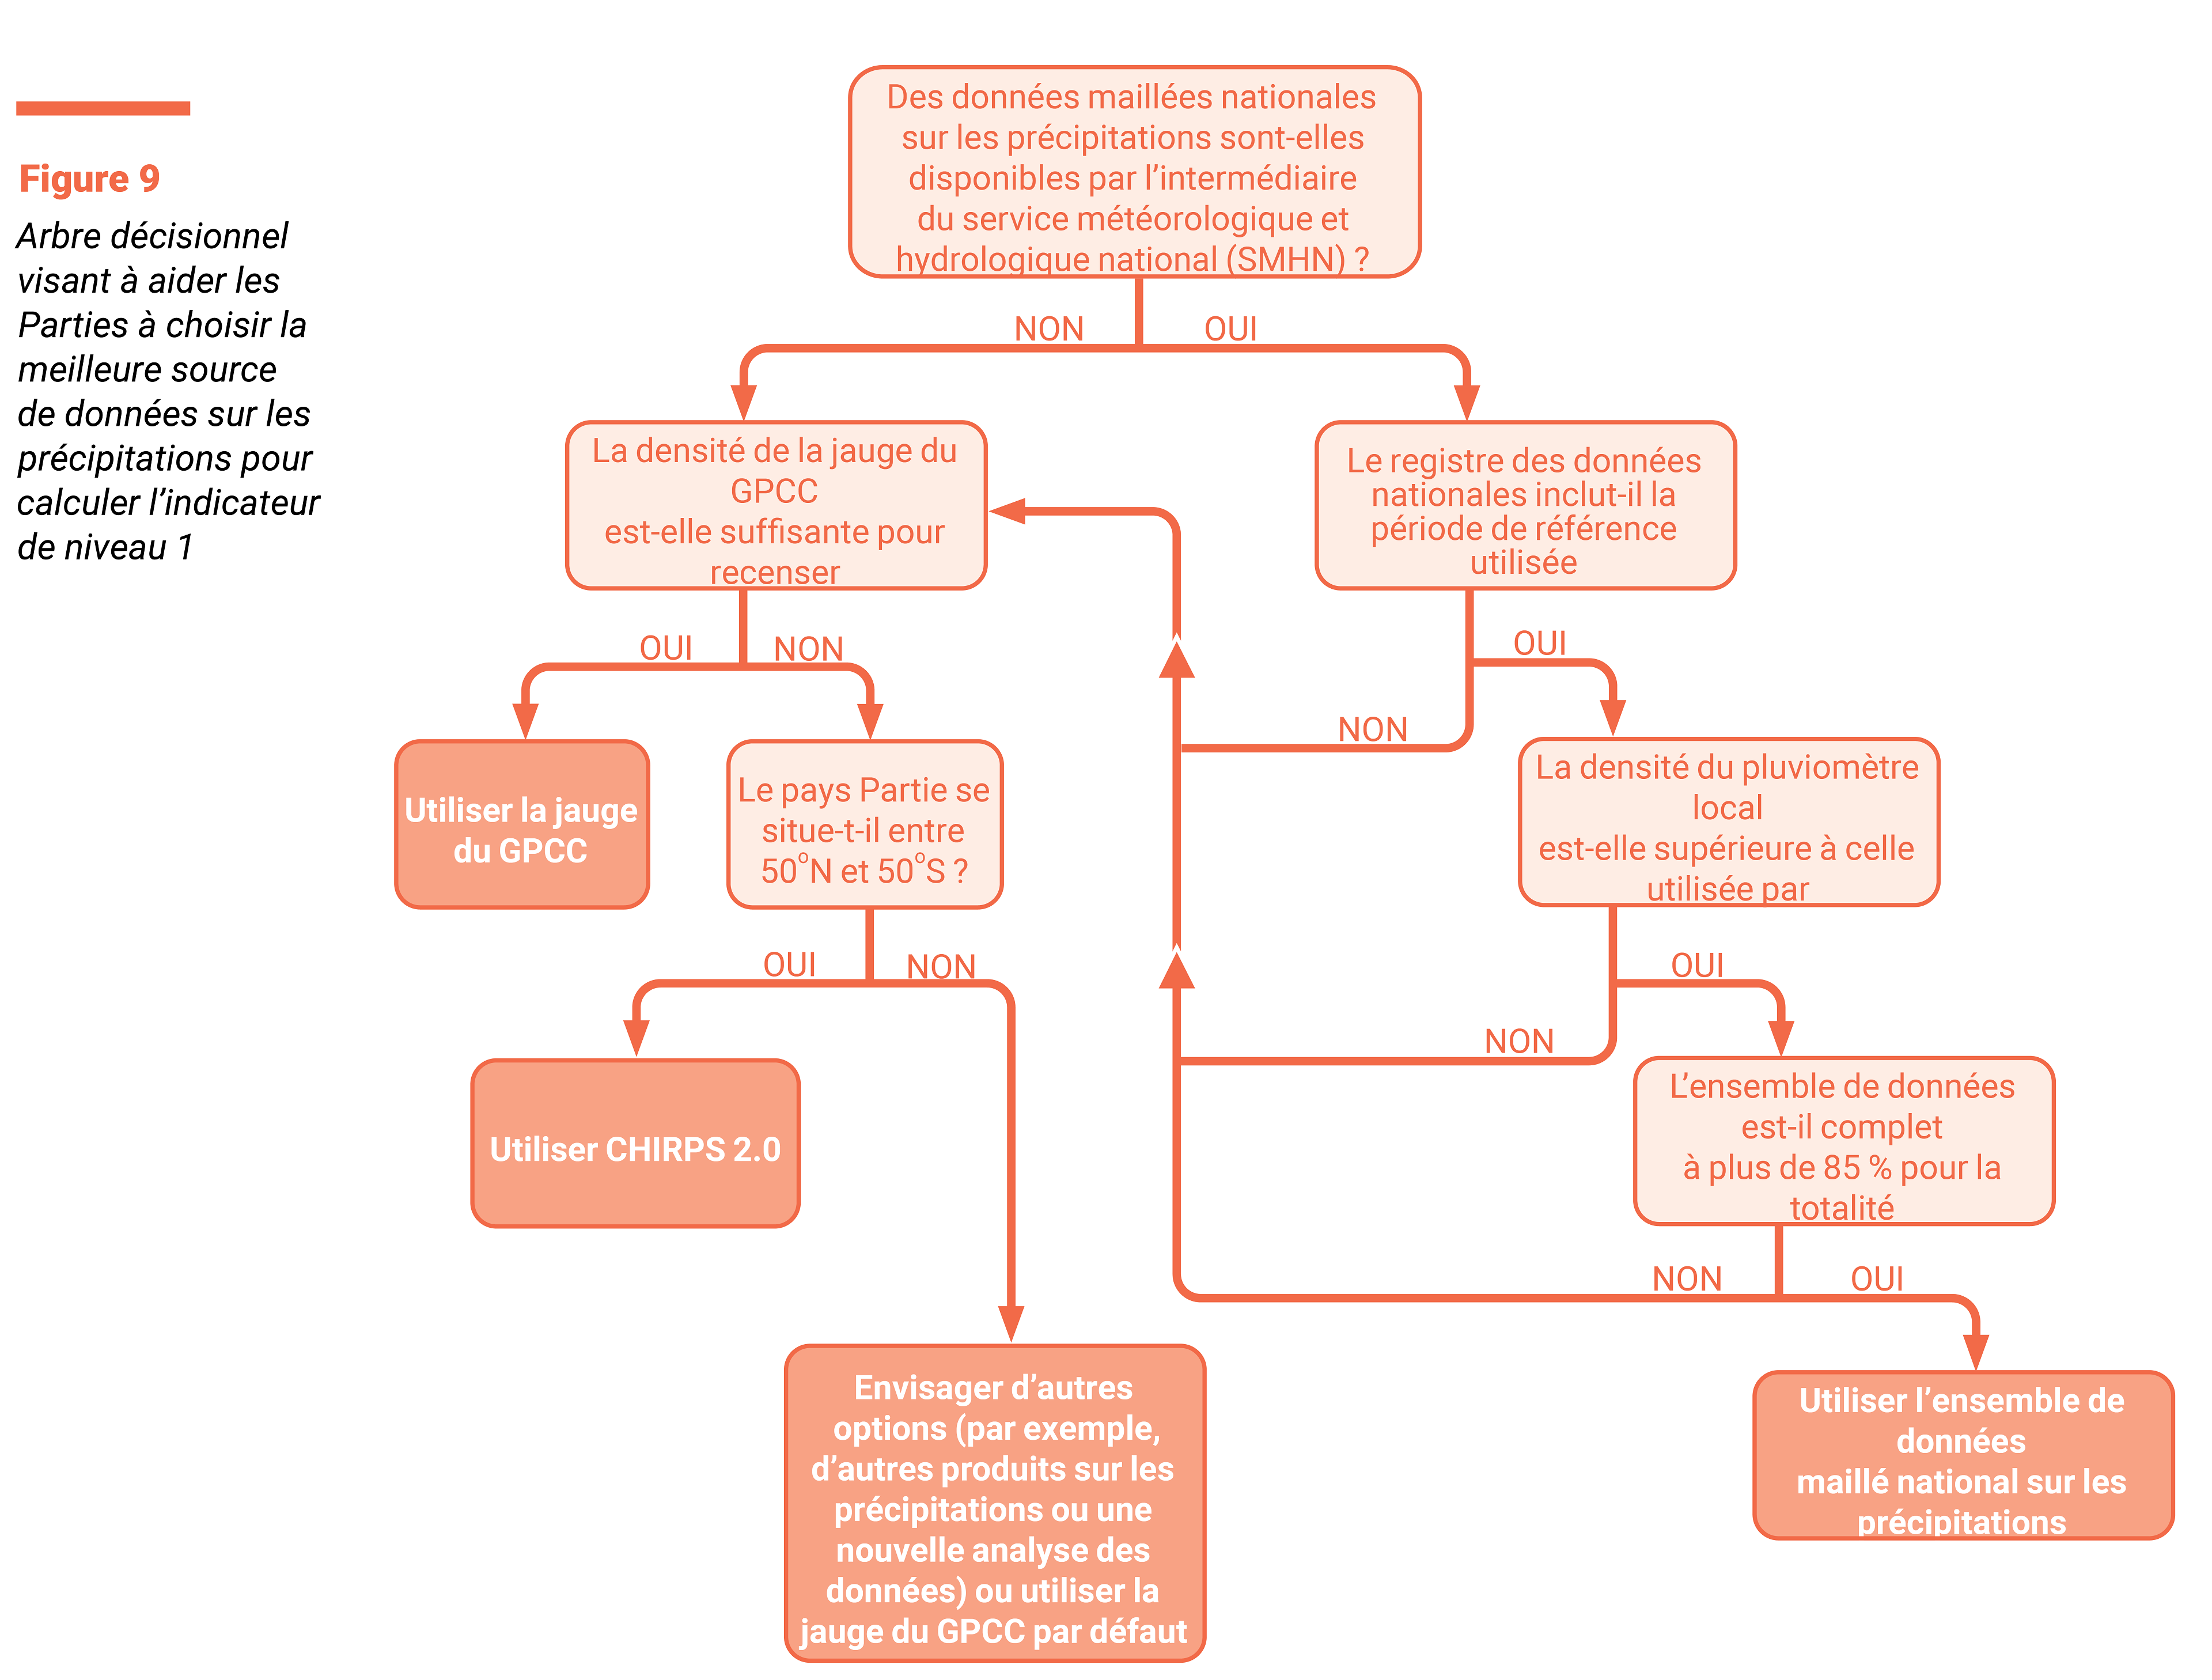 Figure 9
Arbre décisionnel
visant à aider les
Parties à choisir la
meilleure source
de données sur les
précipitations pour
calculer l’indicateur
de niveau 1
Des données maillées nationales
sur les précipitations sont-elles
disponibles par l’intermédiaire
du service météorologique et
hydrologique national (SMHN) ?
NON
OUI
La densité de la jauge du
GPCC
est-elle suffisante pour
recenser
Le registre des données
nationales inclut-il la
période de référence
utilisée
OUI
NON
OUI
NON
Utiliser la jauge
du GPCC
Le pays Partie se
situe-t-il entre
50°N et 50°S ?
La densité du pluviomètre
local
est-elle supérieure à celle
utilisée par
OUI
NON
OUI
NON
Utiliser CHIRPS 2.0
L’ensemble de données
est-il complet
à plus de 85 % pour la
totalité
NON
OUI
Envisager d’autres
options (par exemple,
d’autres produits sur les
précipitations ou une
nouvelle analyse des
données) ou utiliser la
jauge du GPCC par défaut
Utiliser l’ensemble de
données
maillé national sur les
précipitations